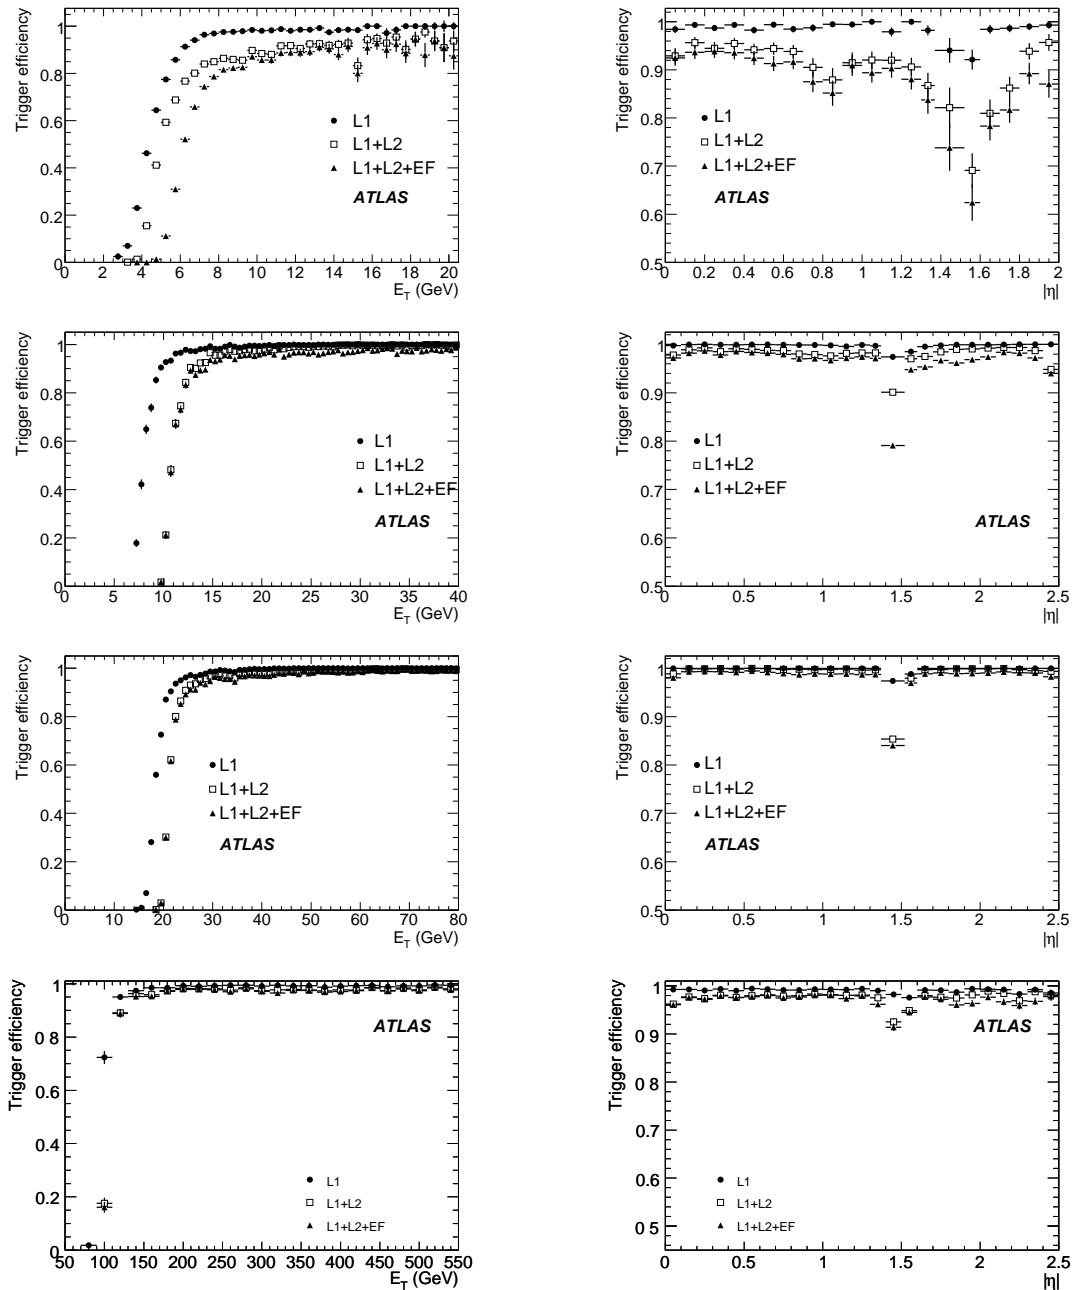 Trigger efficiency
1
0.8
0.6
0.4
0.2
0
L1
L1+L2
L1+L2+EF
ATLAS
0 2 4 6 8 10 12 14 16 18 20
E_T (GeV)
Trigger efficiency
1
0.9
0.8
0.7
0.6
0.5
L1
L1+L2
L1+L2+EF
ATLAS
0 0.2 0.4 0.6 0.8 1 1.2 1.4 1.6 1.8 2
|η|
Trigger efficiency
1
0.8
0.6
0.4
0.2
0
L1
L1+L2
L1+L2+EF
ATLAS
0 5 10 15 20 25 30 35 40
E_T (GeV)
Trigger efficiency
1
0.9
0.8
0.7
0.6
0.5
L1
L1+L2
L1+L2+EF
ATLAS
0 0.5 1 1.5 2 2.5
|η|
Trigger efficiency
1
0.8
0.6
0.4
0.2
0
L1
L1+L2
L1+L2+EF
ATLAS
0 10 20 30 40 50 60 70 80
E_T (GeV)
Trigger efficiency
1
0.9
0.8
0.7
0.6
0.5
L1
L1+L2
L1+L2+EF
ATLAS
0 0.5 1 1.5 2 2.5
|η|
Trigger efficiency
1
0.8
0.6
0.4
0.2
0
ATLAS
L1
L1+L2
L1+L2+EF
50 100 150 200 250 300 350 400 450 500 550
E_T (GeV)
Trigger efficiency
1
0 9
0 8
0 7
0 6
0 5
ATLAS
L1
L1+L2
L1+L2+EF
0 0.5 1 1.5 2 2.5
|η|